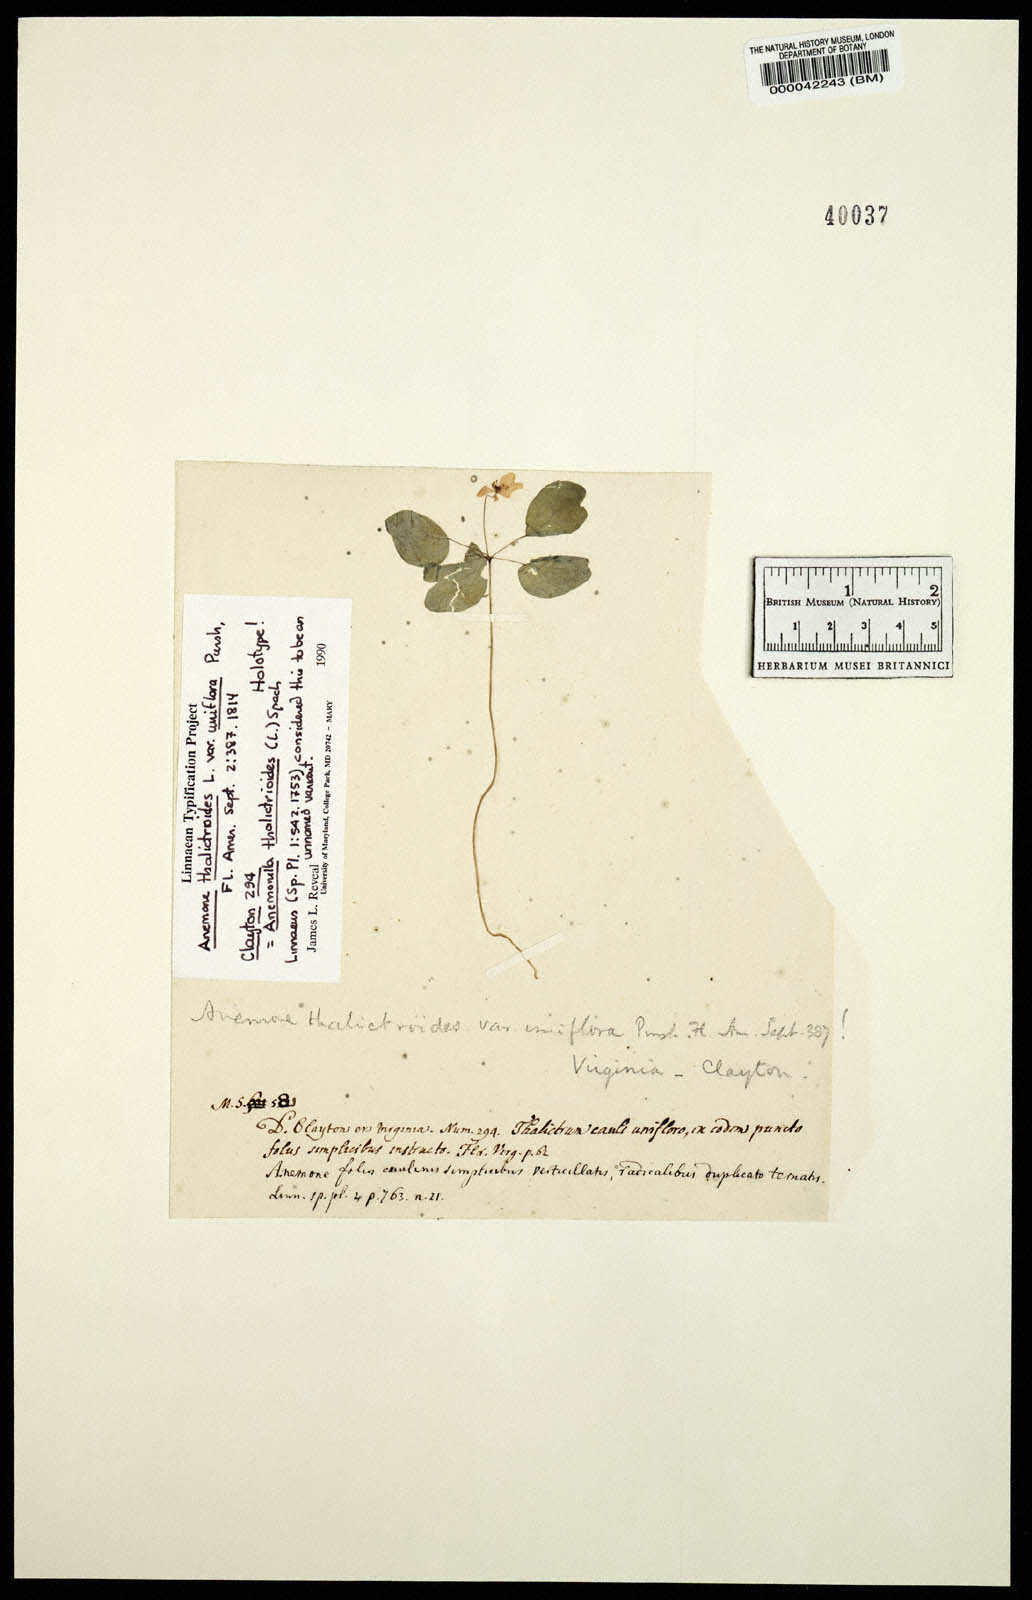 THE NATURAL HISTORY MUSEUM, LONDON
DEPARTMENT OF BOTANY
000042243 (BM)
40037
1 2
BRITISH MUSEUM (NATURAL HISTORY)
1 2 3 4 5
HERBARIUM MUSEI BRITANNICI
Linnaean Typification Project
Anemone thalictrioides L. var. uniflora Pursh,
Fl. Amer. Sept. 2:387. 1814
Clayton 294 Holotype!
= Anemonella thalictrioides (L.) Spach
Linnaeus (Sp. Pl. 1:542. 1753), considered this to be an
unnamed variant.
James L. Reveal 1990
University of Maryland, College Park, MD 20742 – MARY
Anemone thalictroides var uniflora Pursh. Fl. Am. Sept. 387!
Virginia - Clayton.
M. S. 58
D. Clayton ex Virginia. Num. 294. Thalictrum cauli unifloro, ex eodem puncto
foliis simplicibus instructo. Flr. Virg. p. 62
Anemone foliis caulinis simplicibus verticillatis, radicalibus duplicato ternatis.
Linn. sp. pl. 4 p. 763. n. 21.